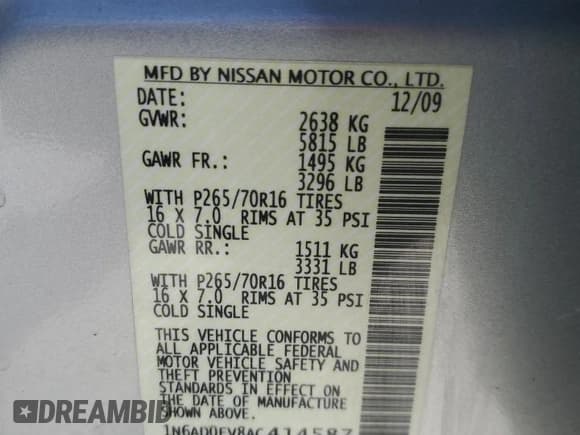 MFD BY NISSAN MOTOR CO., LTD.
DATE: 12/09
GVWR: 2638 KG
5815 LB
GAWR FR.: 1495 KG
3296 LB
WITH P265/70R16 TIRES
16 X 7.0 RIMS AT 35 PSI
COLD SINGLE
GAWR RR.: 1511 KG
3331 LB
WITH P265/70R16 TIRES
16 X 7.0 RIMS AT 35 PSI
COLD SINGLE
THIS VEHICLE CONFORMS TO
ALL APPLICABLE FEDERAL
MOTOR VEHICLE SAFETY AND
THEFT PREVENTION
STANDARDS IN EFFECT ON
THE DATE OF MANUFACTURE
SHOWN ABOVE.
1N6AD0EV8AC414587
DREAMBID